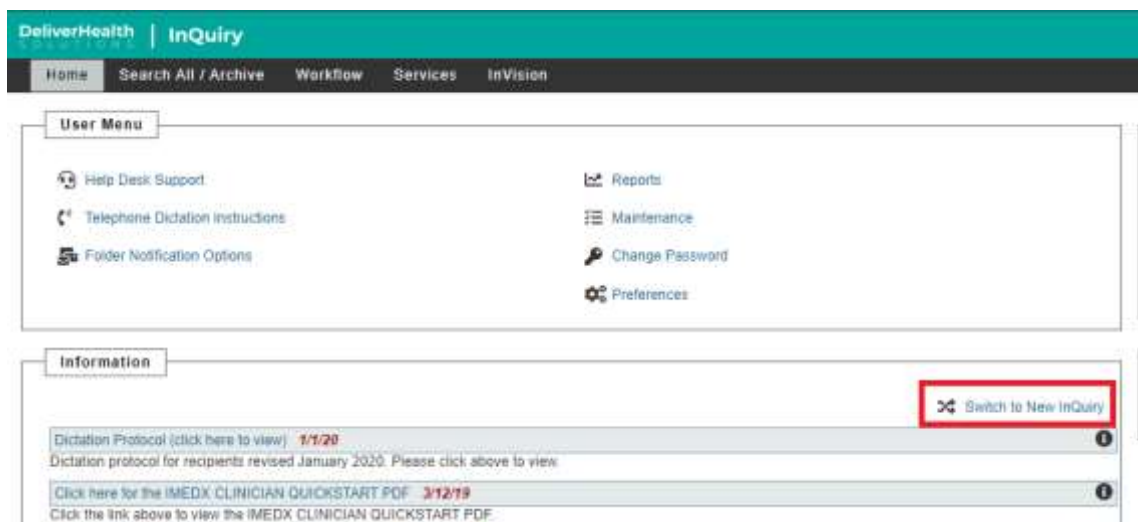 DeliverHealth | InQuiry
SOLUTIONS
Home Search All / Archive Workflow Services InVision
User Menu
Help Desk Support
Reports
Telephone Dictation Instructions
Maintenance
Folder Notification Options
Change Password
Preferences
Information
Switch to New InQuiry
Dictation Protocol (click here to view) 1/1/20
Dictation protocol for recipients revised January 2020. Please click above to view.
Click here for the IMEDX CLINICIAN QUICKSTART PDF 3/12/19
Click the link above to view the IMEDX CLINICIAN QUICKSTART PDF.